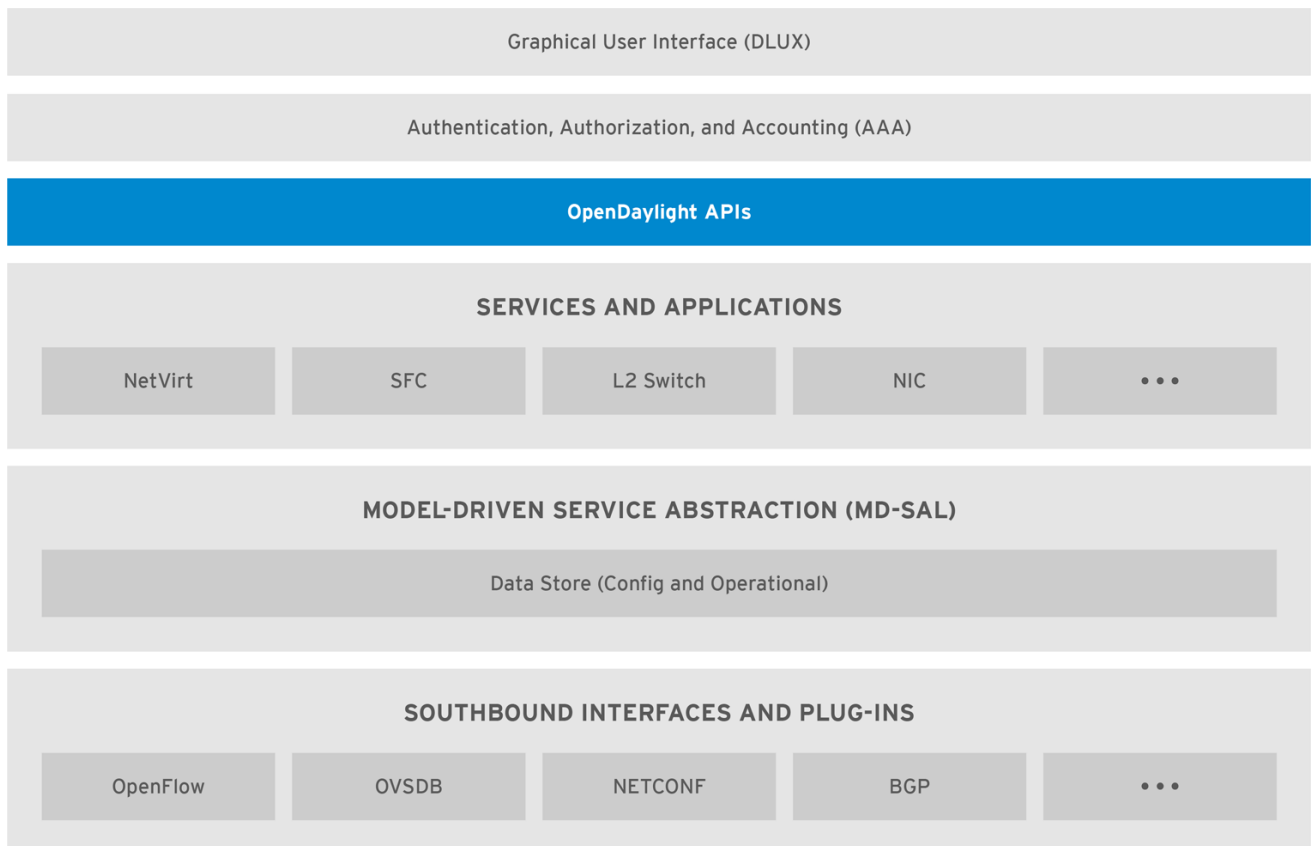 Graphical User Interface (DLUX)
Authentication, Authorization, and Accounting (AAA)
OpenDaylight APIs
SERVICES AND APPLICATIONS
NetVirt
SFC
L2 Switch
NIC
•••
MODEL-DRIVEN SERVICE ABSTRACTION (MD-SAL)
Data Store (Config and Operational)
SOUTHBOUND INTERFACES AND PLUG-INS
OpenFlow
OVSDB
NETCONF
BGP
•••